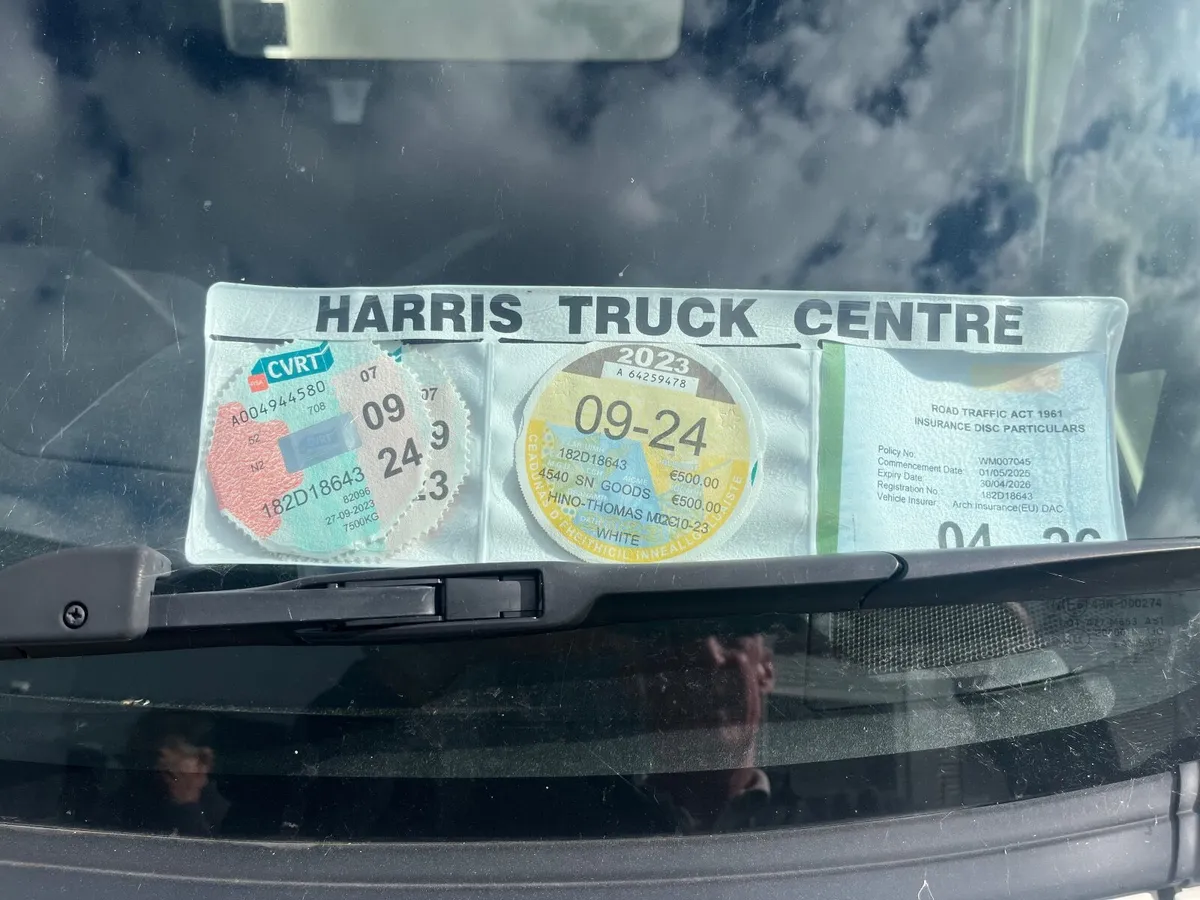 HARRIS TRUCK CENTRE
CVRT
A004944580
708
07
09
24
52
N2
182D18643
82096
27-09-2023
7500KG
07
2023
A 64259478
09-24
182D18643
4540 SN GOODS
€500.00
€500.00
HINO-THOMAS
WHITE
ROAD TRAFFIC ACT 1961
INSURANCE DISC PARTICULARS
Policy No. WM007045
Commencement Date: 01/05/2025
Expiry Date: 30/04/2026
Registration No.: 182D18643
Vehicle Insurer: Arch insurance(EU) DAC
04